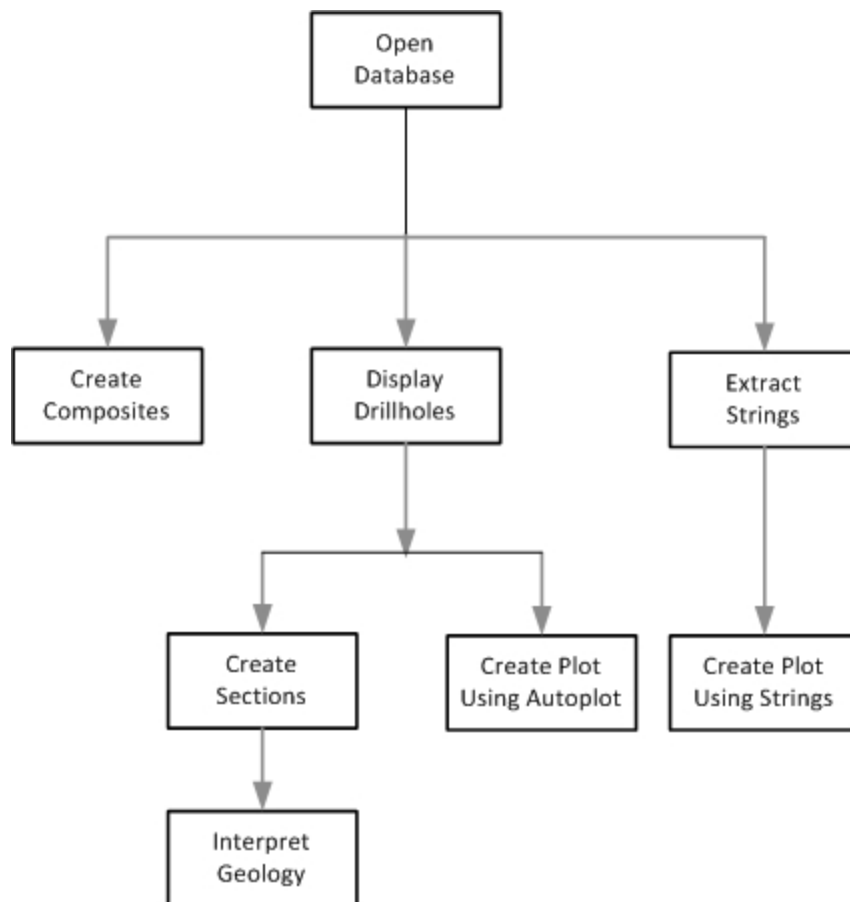 Open
Database
Create
Composites
Display
Drillholes
Extract
Strings
Create
Sections
Create Plot
Using Autoplot
Create Plot
Using Strings
Interpret
Geology